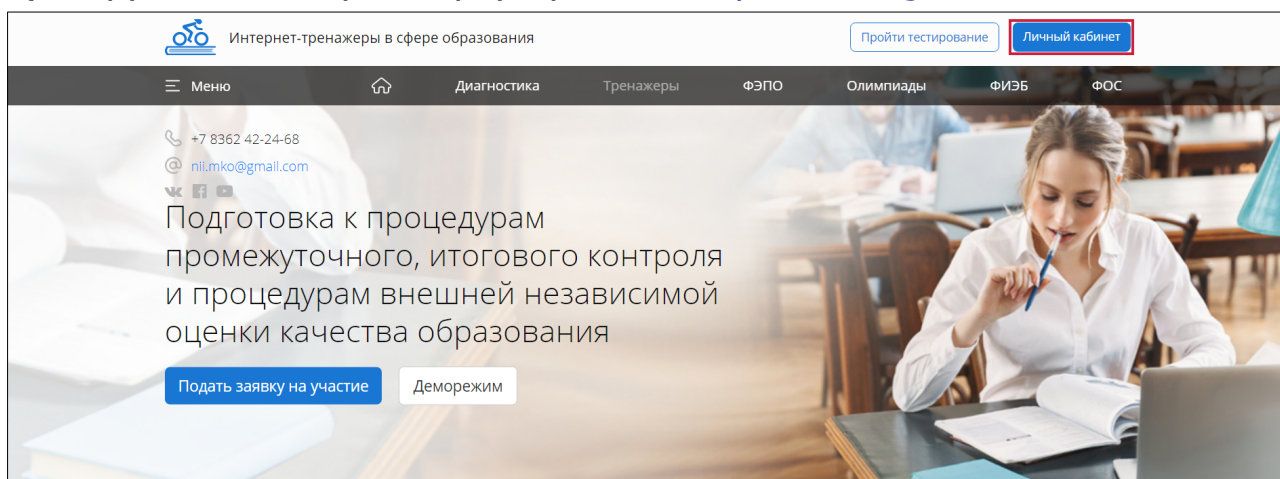 Интернет-тренажеры в сфере образования
Пройти тестирование
Личный кабинет
Меню
Диагностика
Тренажеры
ФЭПО
Олимпиады
ФИЭБ
ФОС
+7 8362 42-24-68
nii.mko@gmail.com
Подготовка к процедурам
промежуточного, итогового контроля
и процедурам внешней независимой
оценки качества образования
Подать заявку на участие
Деморежим